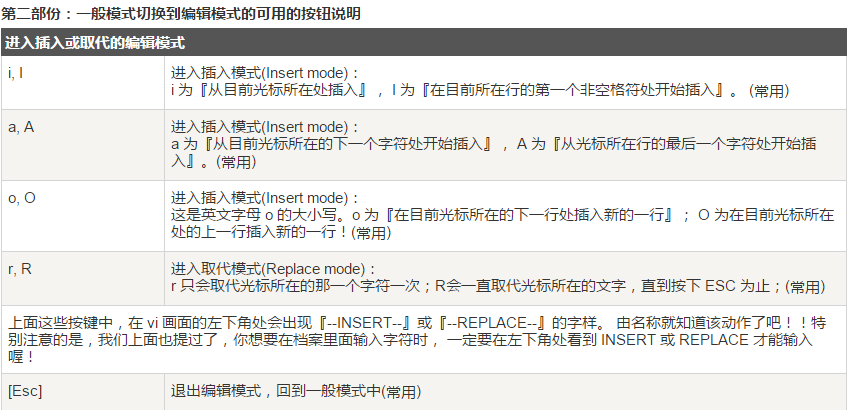 第二部份：一般模式切换到编辑模式的可用的按钮说明
进入插入或取代的编辑模式
i, I
进入插入模式(Insert mode)：
i 为『从目前光标所在处插入』， I 为『在目前所在行的第一个非空格符处开始插入』。 (常用)
a, A
进入插入模式(Insert mode)：
a 为『从目前光标所在的下一个字符处开始插入』， A 为『从光标所在行的最后一个字符处开始插
入』。(常用)
o, O
进入插入模式(Insert mode)：
这是英文字母 o 的大小写。o 为『在目前光标所在的下一行处插入新的一行』； O 为在目前光标所在
处的上一行插入新的一行！(常用)
r, R
进入取代模式(Replace mode)：
r 只会取代光标所在的那一个字符一次；R会一直取代光标所在的文字，直到按下 ESC 为止；(常用)
上面这些按键中，在 vi 画面的左下角处会出现『--INSERT--』或『--REPLACE--』的字样。 由名称就知道该动作了吧！！特
别注意的是，我们上面也提过了，你想要在档案里面输入字符时， 一定要在左下角处看到 INSERT 或 REPLACE 才能输入
喔！
[Esc]
退出编辑模式，回到一般模式中(常用)